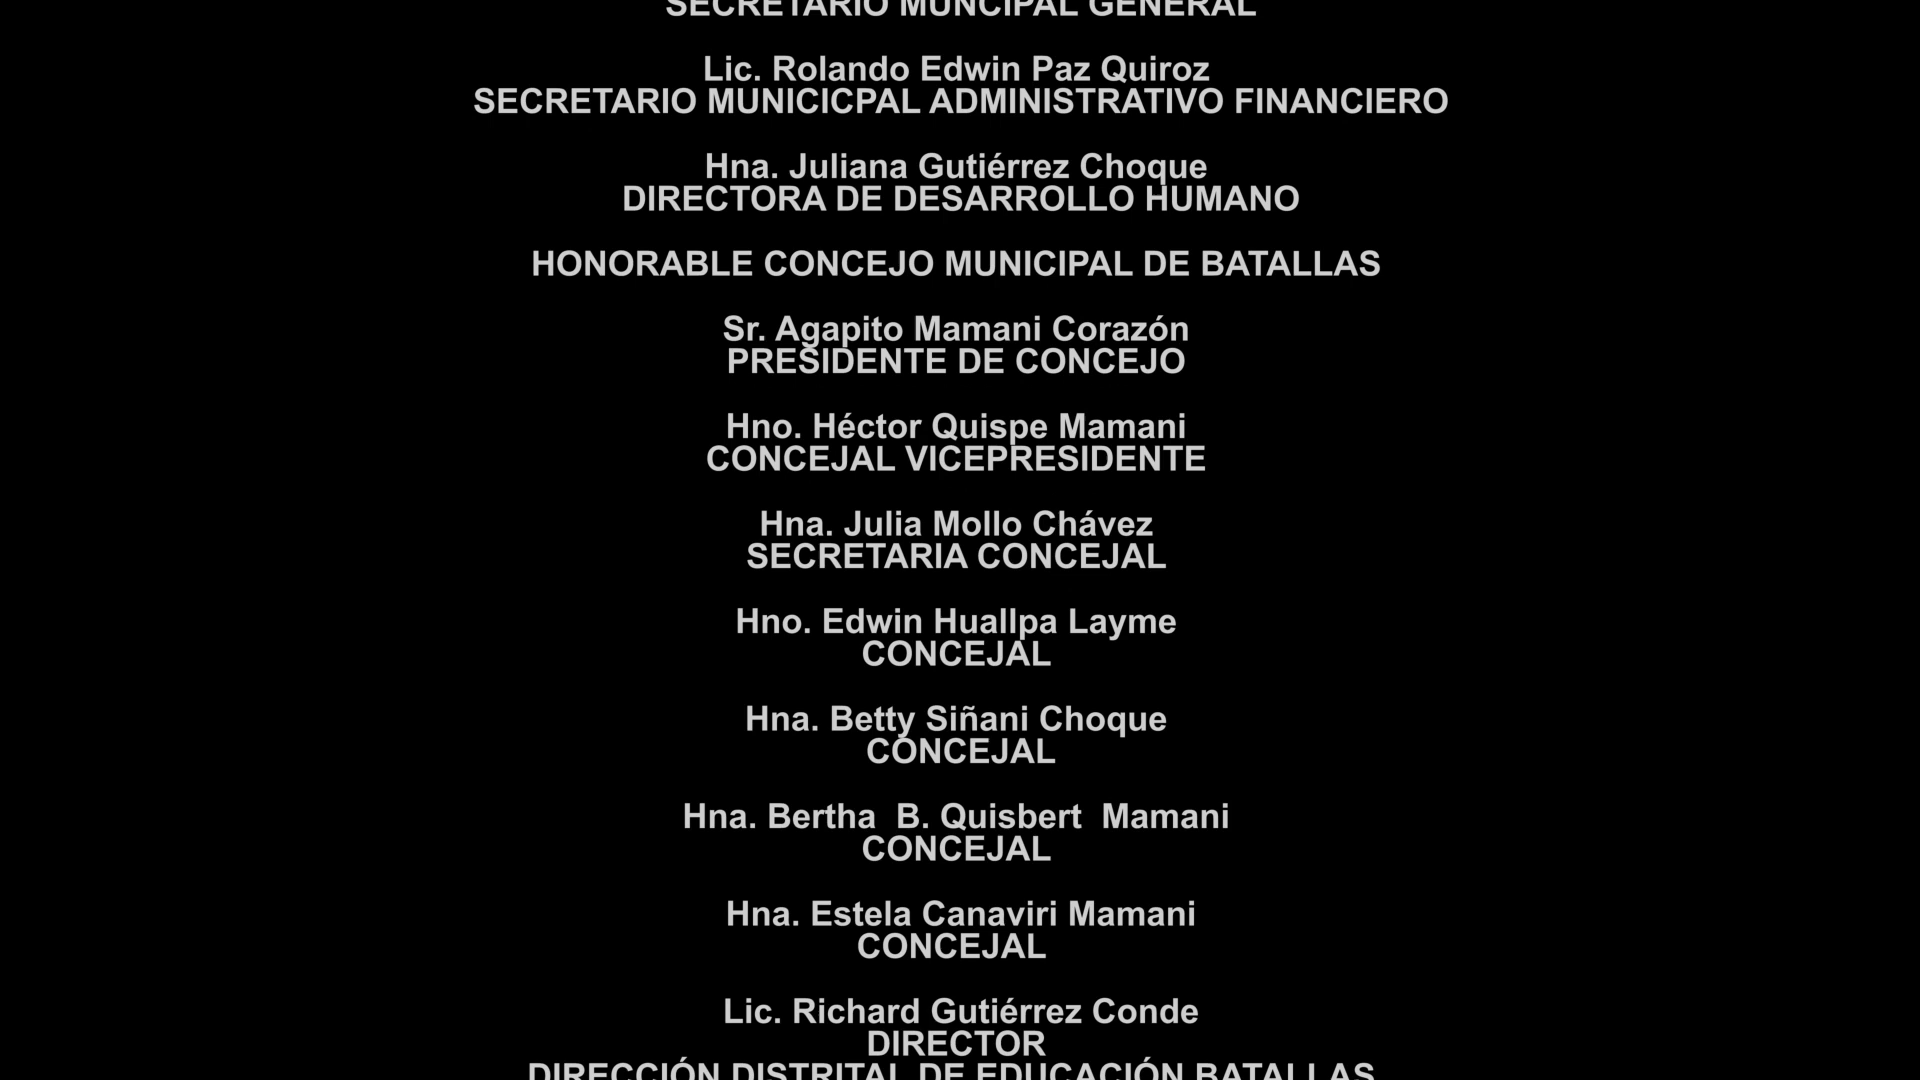 SECRETARIO MUNCIPAL GENERAL
Lic. Rolando Edwin Paz Quiroz
SECRETARIO MUNICICPAL ADMINISTRATIVO FINANCIERO
Hna. Juliana Gutiérrez Choque
DIRECTORA DE DESARROLLO HUMANO
HONORABLE CONCEJO MUNICIPAL DE BATALLAS
Sr. Agapito Mamani Corazón
PRESIDENTE DE CONCEJO
Hno. Héctor Quispe Mamani
CONCEJAL VICEPRESIDENTE
Hna. Julia Mollo Chávez
SECRETARIA CONCEJAL
Hno. Edwin Huallpa Layme
CONCEJAL
Hna. Betty Siñani Choque
CONCEJAL
Hna. Bertha  B. Quisbert  Mamani
CONCEJAL
Hna. Estela Canaviri Mamani
CONCEJAL
Lic. Richard Gutiérrez Conde
DIRECTOR
DIRECCIÓN DISTRITAL DE EDUCACIÓN BATALLAS